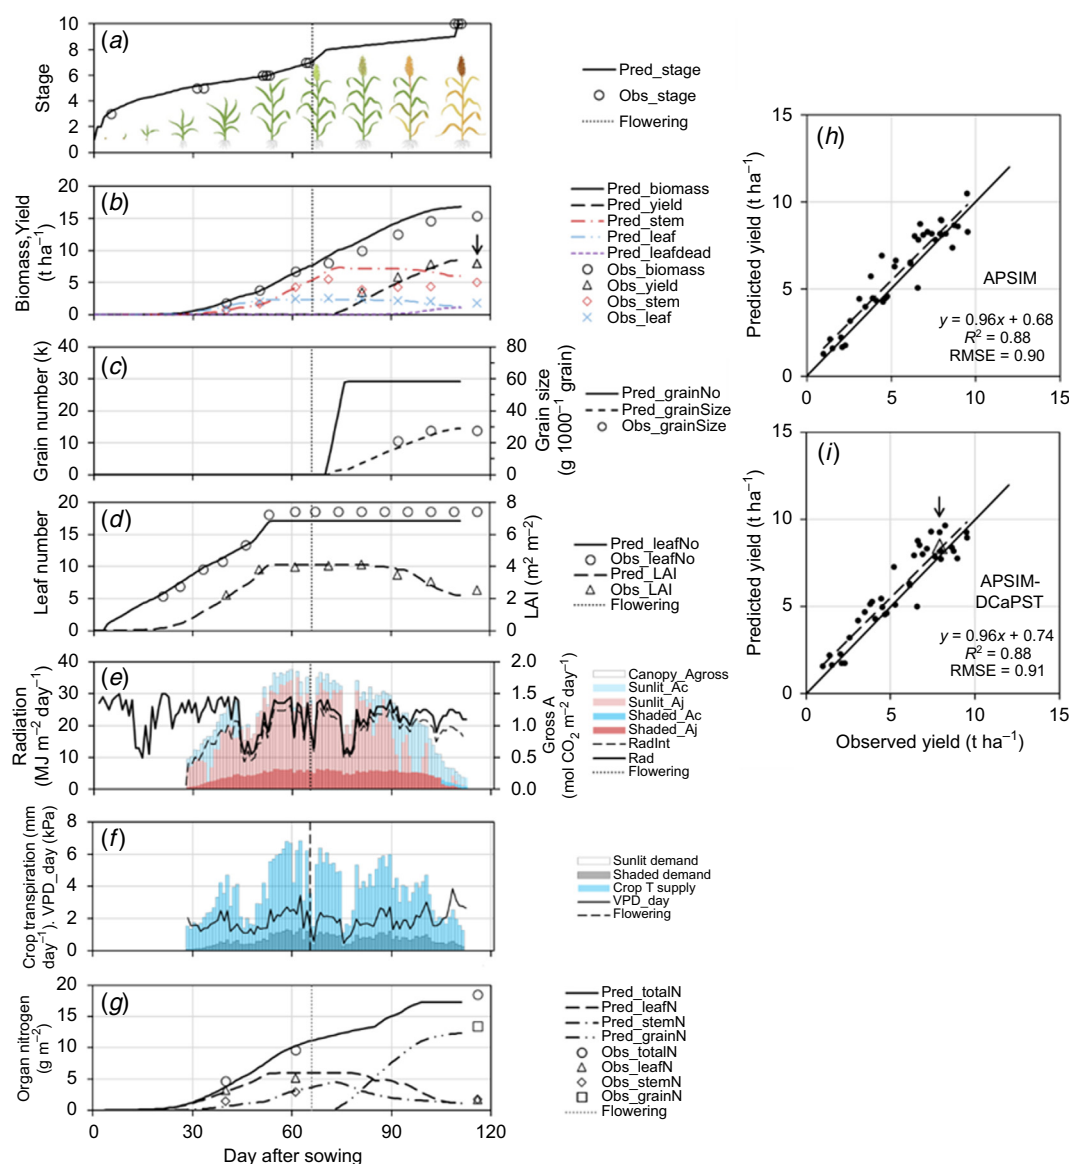 (a)
Stage
10
8
6
4
2
0
Pred_stage
Obs_stage
Flowering
(b)
Biomass,Yield
(t ha−1)
20
15
10
5
0
Pred_biomass
Pred_yield
Pred_stem
Pred_leaf
Pred_leafdead
Obs_biomass
Obs_yield
Obs_stem
Obs_leaf
(c)
Grain number (k)
40
30
20
10
0
80
60
40
20
0
Grain size
(g 1000−1 grain)
Pred_grainNo
Pred_grainSize
Obs_grainSize
(d)
Leaf number
20
15
10
5
0
8
6
4
2
0
LAI (m2 m−2)
Pred_leafNo
Obs_leafNo
Pred_LAI
Obs_LAI
Flowering
(e)
Radiation
(MJ m−2 day−1)
40
30
20
10
0
2.0
1.5
1.0
0.5
0.0
Gross A
(mol CO2 m−2 day−1)
Canopy_Agross
Sunlit_Ac
Sunlit_Aj
Shaded_Ac
Shaded_Aj
RadInt
Rad
Flowering
(f)
Crop transpiration (mm
day−1). VPD_day (kPa)
8
6
4
2
0
Sunlit demand
Shaded demand
Crop T supply
VPD_day
Flowering
(g)
Organ nitrogen
(g m−2)
20
15
10
5
0
0
30
60
90
120
Day after sowing
Pred_totalN
Pred_leafN
Pred_stemN
Pred_grainN
Obs_totalN
Obs_leafN
Obs_stemN
Obs_grainN
Flowering
(h)
Predicted yield (t ha−1)
15
10
5
0
APSIM
y = 0.96x + 0.68
R2 = 0.88
RMSE = 0.90
0
5
10
15
(i)
Predicted yield (t ha−1)
15
10
5
0
APSIM-
DCaPST
y = 0.96x + 0.74
R2 = 0.88
RMSE = 0.91
0
5
10
15
Observed yield (t ha−1)